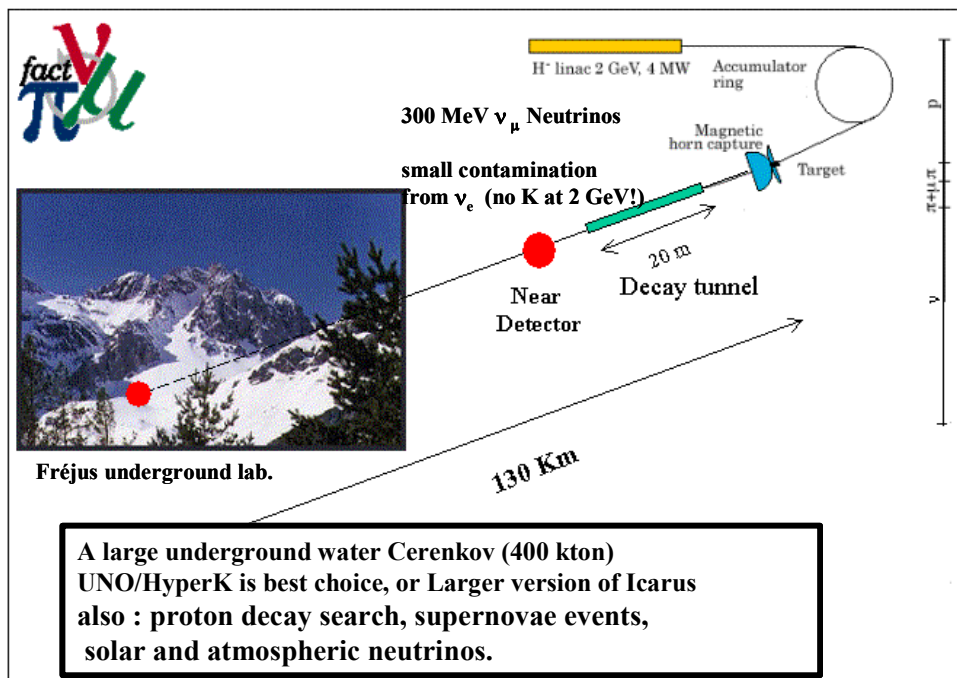 fact
ν
π μ
H⁻ linac 2 GeV, 4 MW
Accumulator
ring
300 MeV ν μ Neutrinos
small contamination
from ν e (no K at 2 GeV!)
Magnetic
horn capture
Target
p
π
π+μ
ν
20 m
Decay tunnel
Near
Detector
130 Km
Fréjus underground lab.
A large underground water Cerenkov (400 kton)
UNO/HyperK is best choice, or Larger version of Icarus
also : proton decay search, supernovae events,
solar and atmospheric neutrinos.